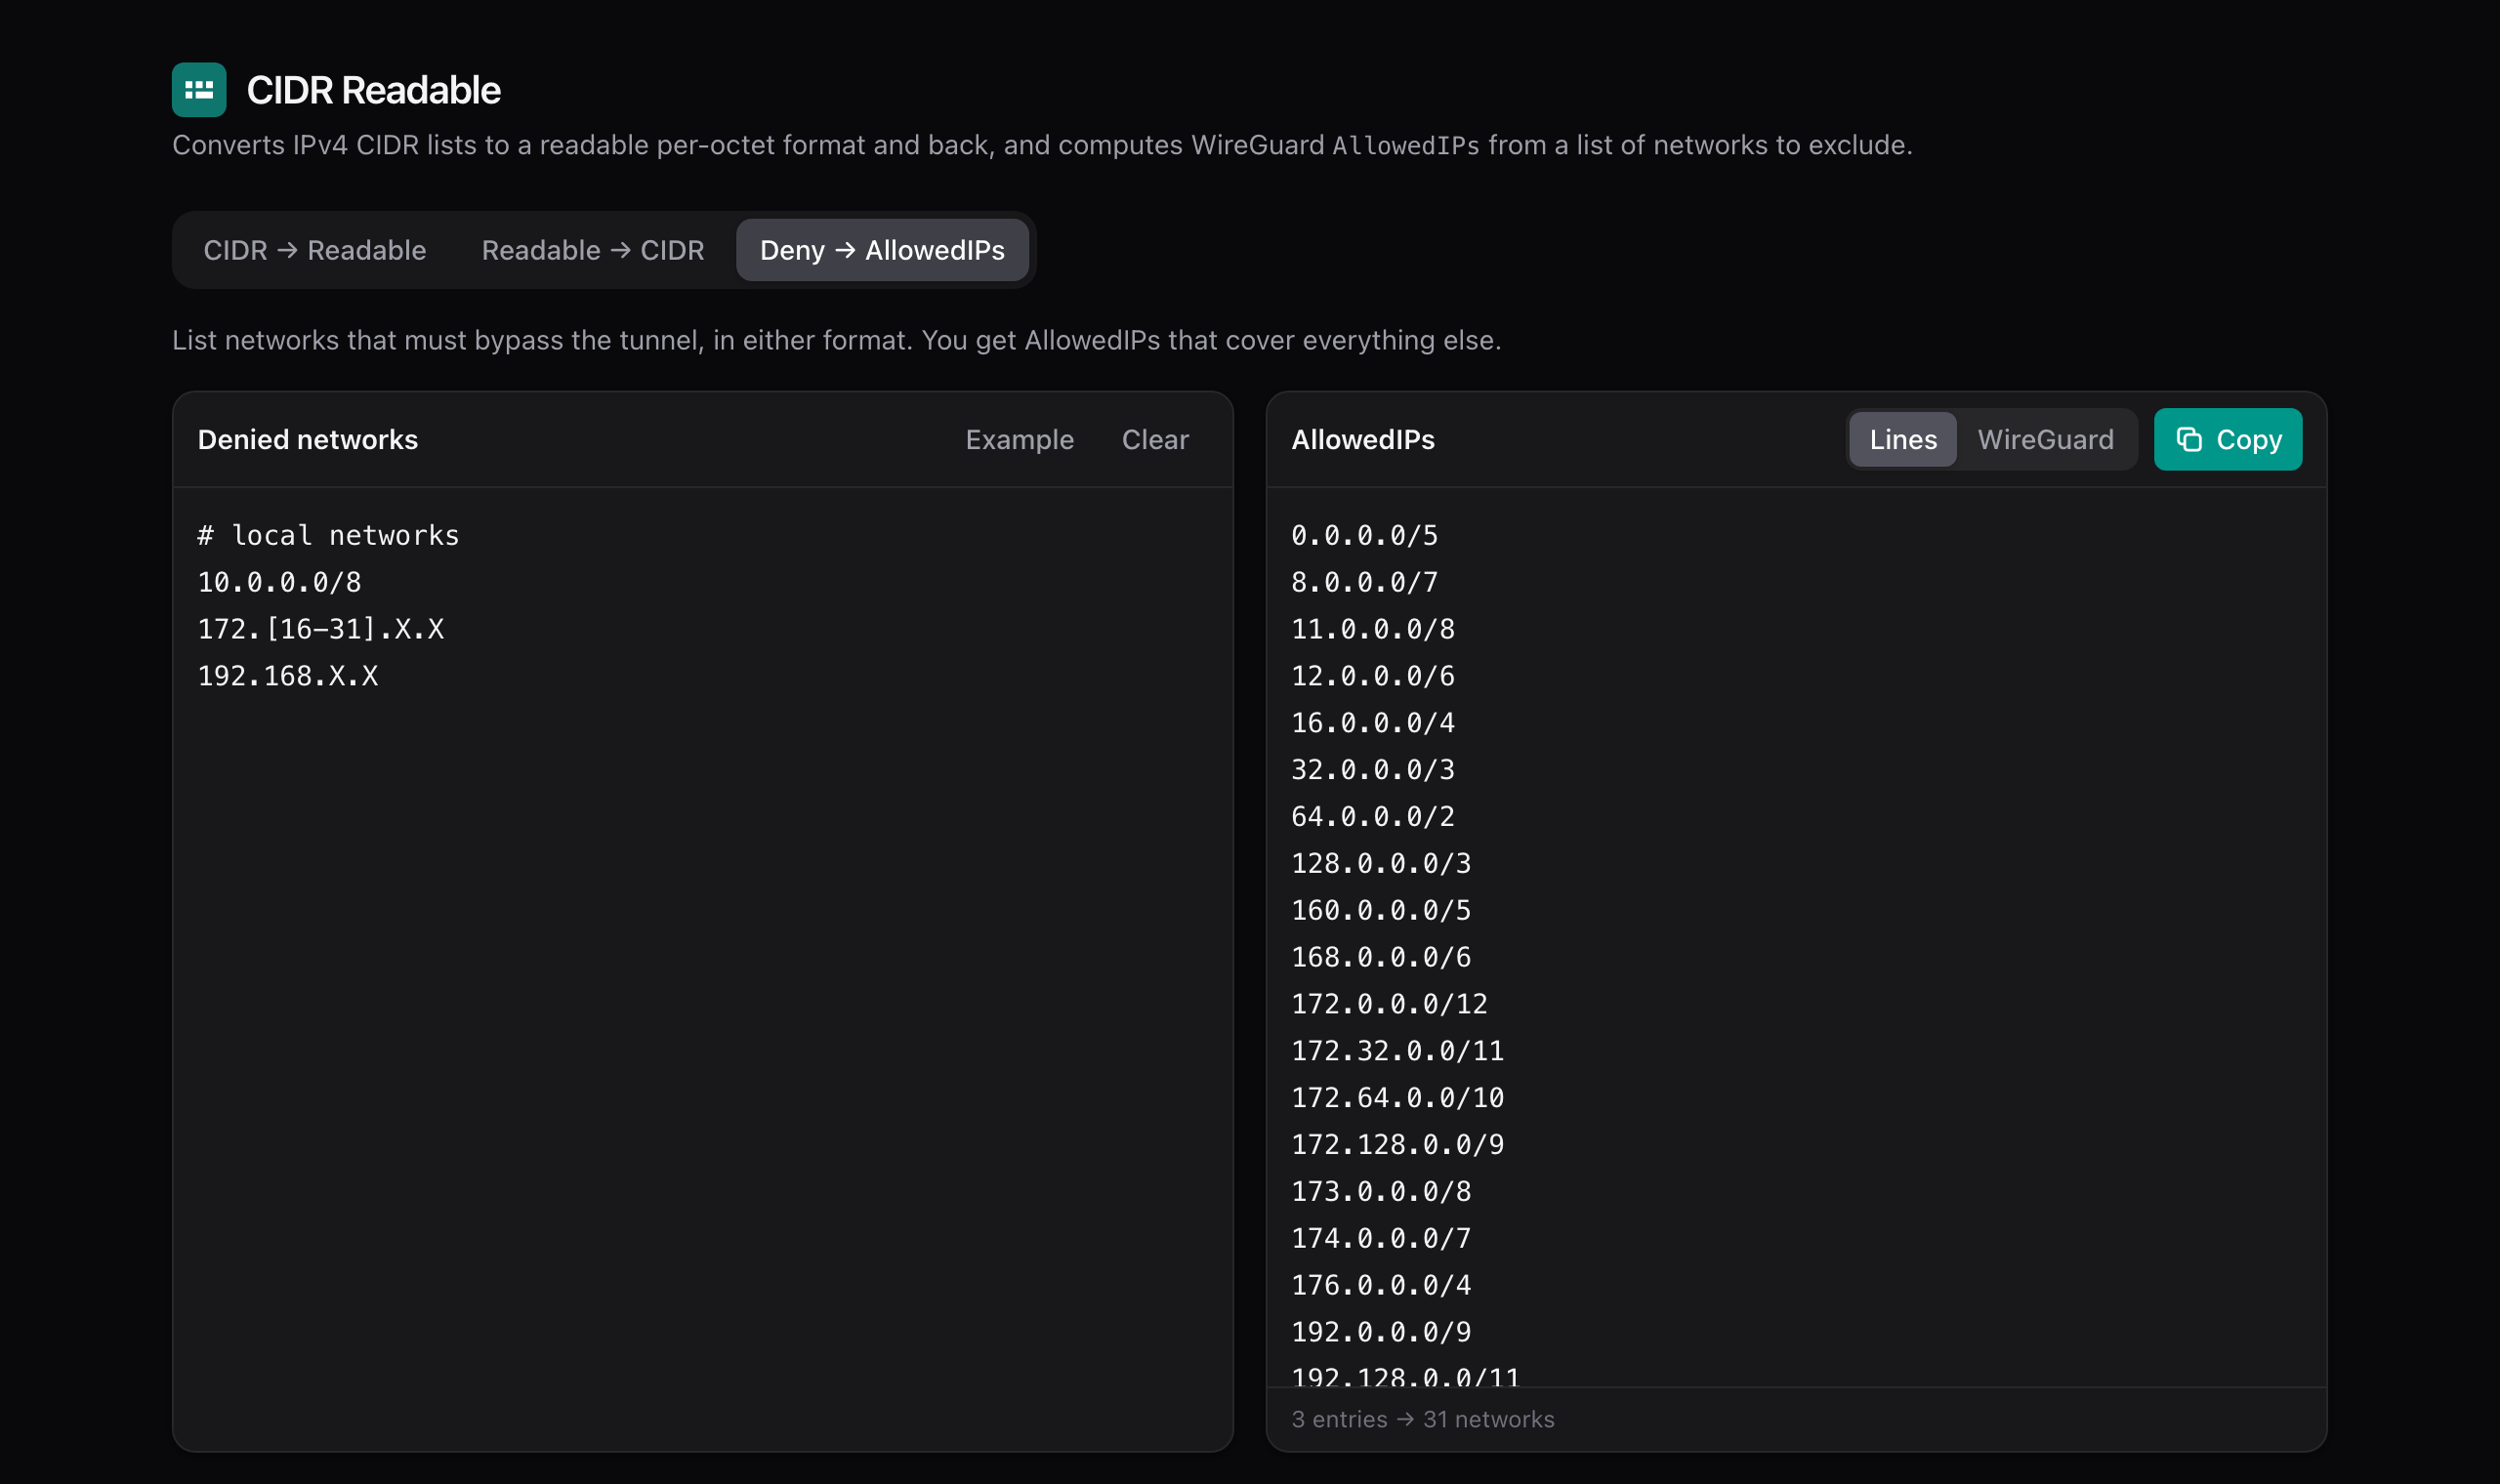 CIDR Readable
Converts IPv4 CIDR lists to a readable per-octet format and back, and computes WireGuard AllowedIPs from a list of networks to exclude.
CIDR → Readable
Readable → CIDR
Deny → AllowedIPs
List networks that must bypass the tunnel, in either format. You get AllowedIPs that cover everything else.
Denied networks
Example
Clear
# local networks
10.0.0.0/8
172.[16-31].X.X
192.168.X.X
AllowedIPs
Lines
WireGuard
Copy
0.0.0.0/5
8.0.0.0/7
11.0.0.0/8
12.0.0.0/6
16.0.0.0/4
32.0.0.0/3
64.0.0.0/2
128.0.0.0/3
160.0.0.0/5
168.0.0.0/6
172.0.0.0/12
172.32.0.0/11
172.64.0.0/10
172.128.0.0/9
173.0.0.0/8
174.0.0.0/7
176.0.0.0/4
192.0.0.0/9
192.128.0.0/11
3 entries → 31 networks